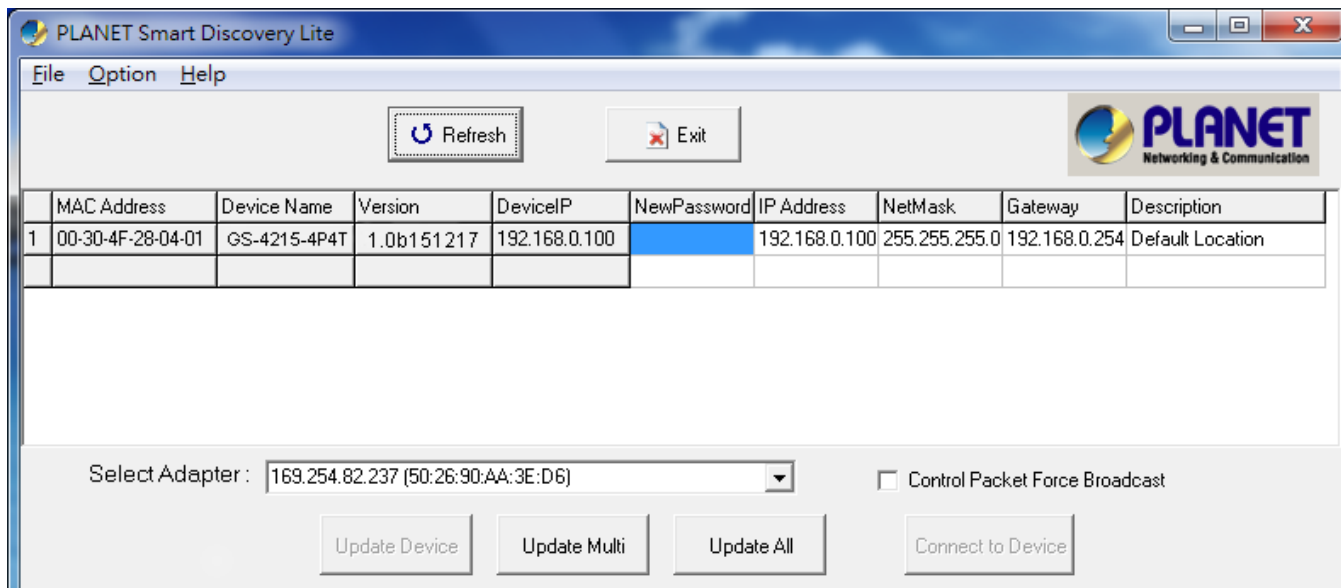 PLANET Smart Discovery Lite
File Option Help
Refresh Exit PLANET
Networking & Communication
MAC Address Device Name Version DeviceIP NewPassword IP Address NetMask Gateway Description
1 00-30-4F-28-04-01 GS-4215-4P4T 1.0b151217 192.168.0.100 192.168.0.100 255.255.255.0 192.168.0.254 Default Location
Select Adapter : 169.254.82.237 (50:26:90:AA:3E:D6) Control Packet Force Broadcast
Update Device Update Multi Update All Connect to Device